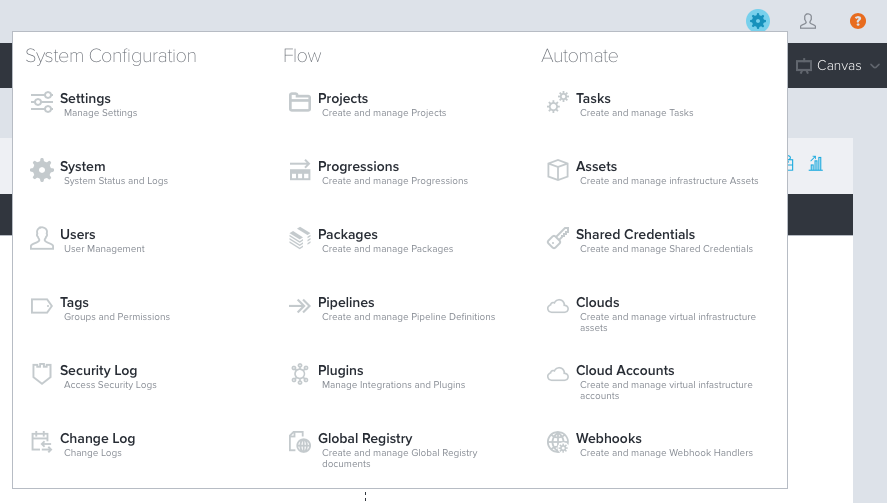 ?
Canvas
System Configuration
Settings
Manage Settings
System
System Status and Logs
Users
User Management
Tags
Groups and Permissions
Security Log
Access Security Logs
Change Log
Change Logs
Flow
Projects
Create and manage Projects
Progressions
Create and manage Progressions
Packages
Create and manage Packages
Pipelines
Create and manage Pipeline Definitions
Plugins
Manage Integrations and Plugins
Global Registry
Create and manage Global Registry
documents
Automate
Tasks
Create and manage Tasks
Assets
Create and manage infrastructure Assets
Shared Credentials
Create and manage Shared Credentials
Clouds
Create and manage virtual infrastructure
assets
Cloud Accounts
Create and manage virtual infastructure
accounts
Webhooks
Create and manage Webhook Handlers